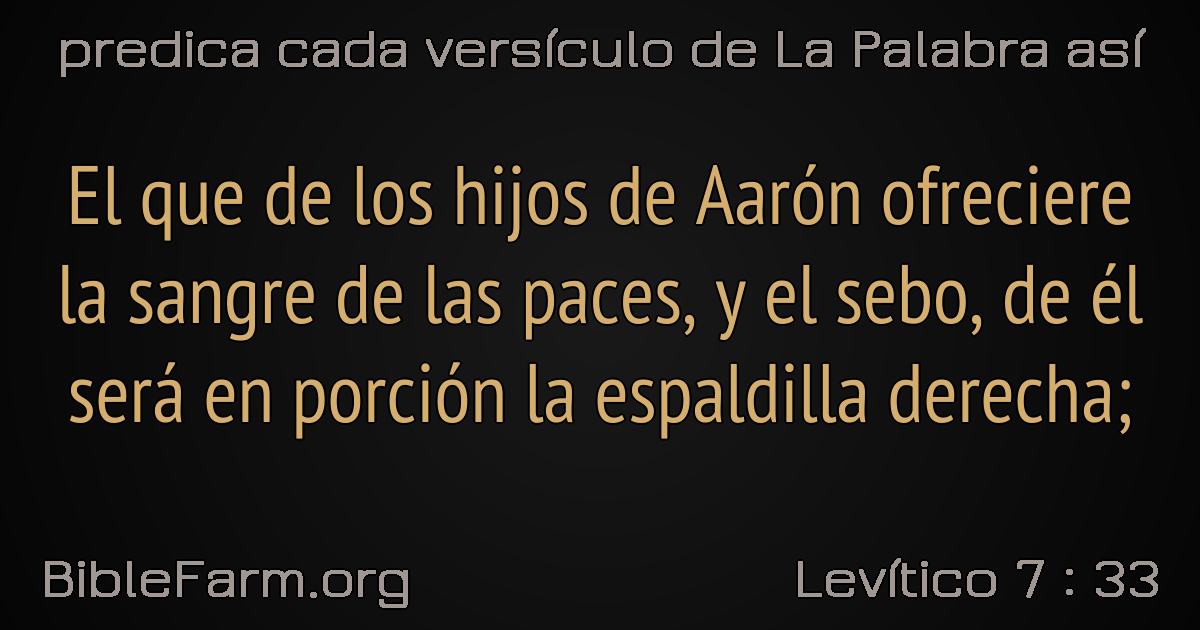 predica cada versículo de La Palabra así
El que de los hijos de Aarón ofreciere
la sangre de las paces, y el sebo, de él
será en porción la espaldilla derecha;
BibleFarm.org
Levítico 7 : 33